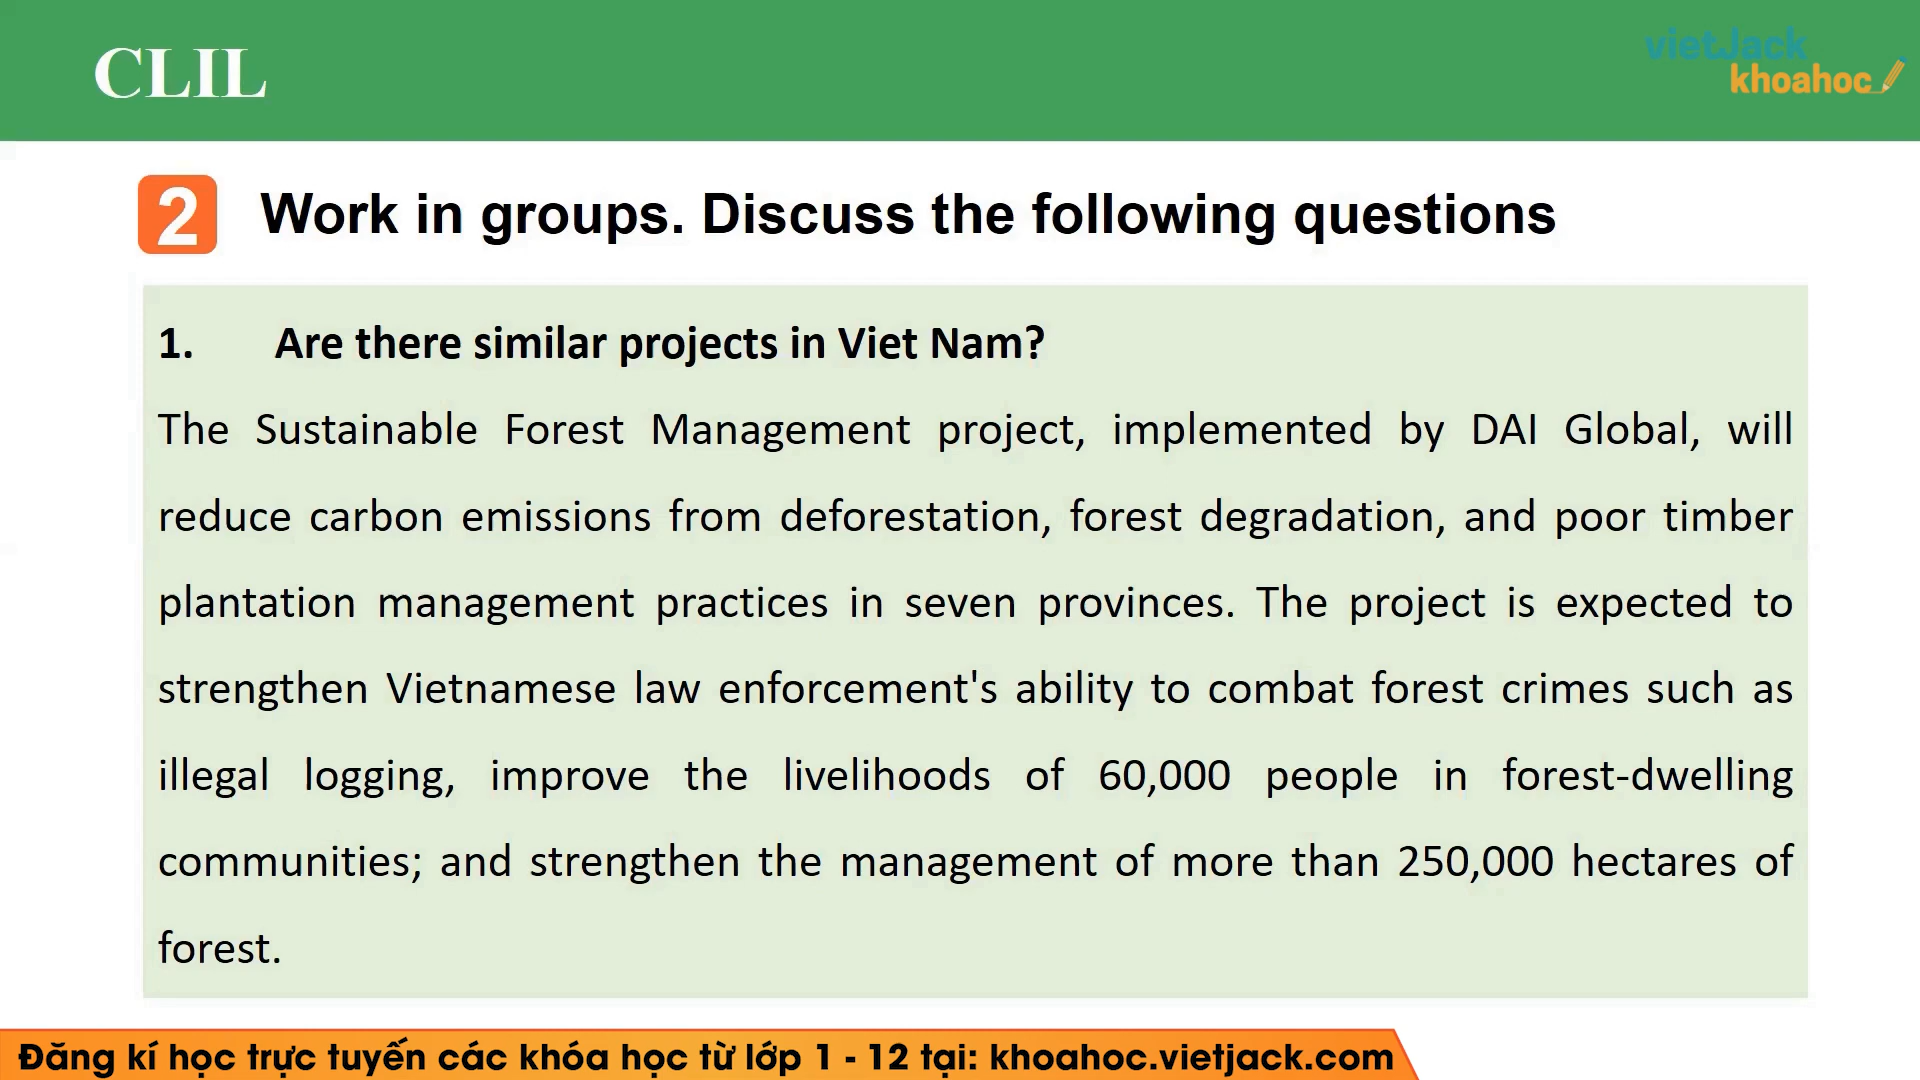 CLIL
vietJack
khoahoc
2 Work in groups. Discuss the following questions
1. Are there similar projects in Viet Nam?
The Sustainable Forest Management project, implemented by DAI Global, will
reduce carbon emissions from deforestation, forest degradation, and poor timber
plantation management practices in seven provinces. The project is expected to
strengthen Vietnamese law enforcement's ability to combat forest crimes such as
illegal logging, improve the livelihoods of 60,000 people in forest-dwelling
communities; and strengthen the management of more than 250,000 hectares of
forest.
Đăng kí học trực tuyến các khóa học từ lớp 1 - 12 tại: khoahoc.vietjack.com